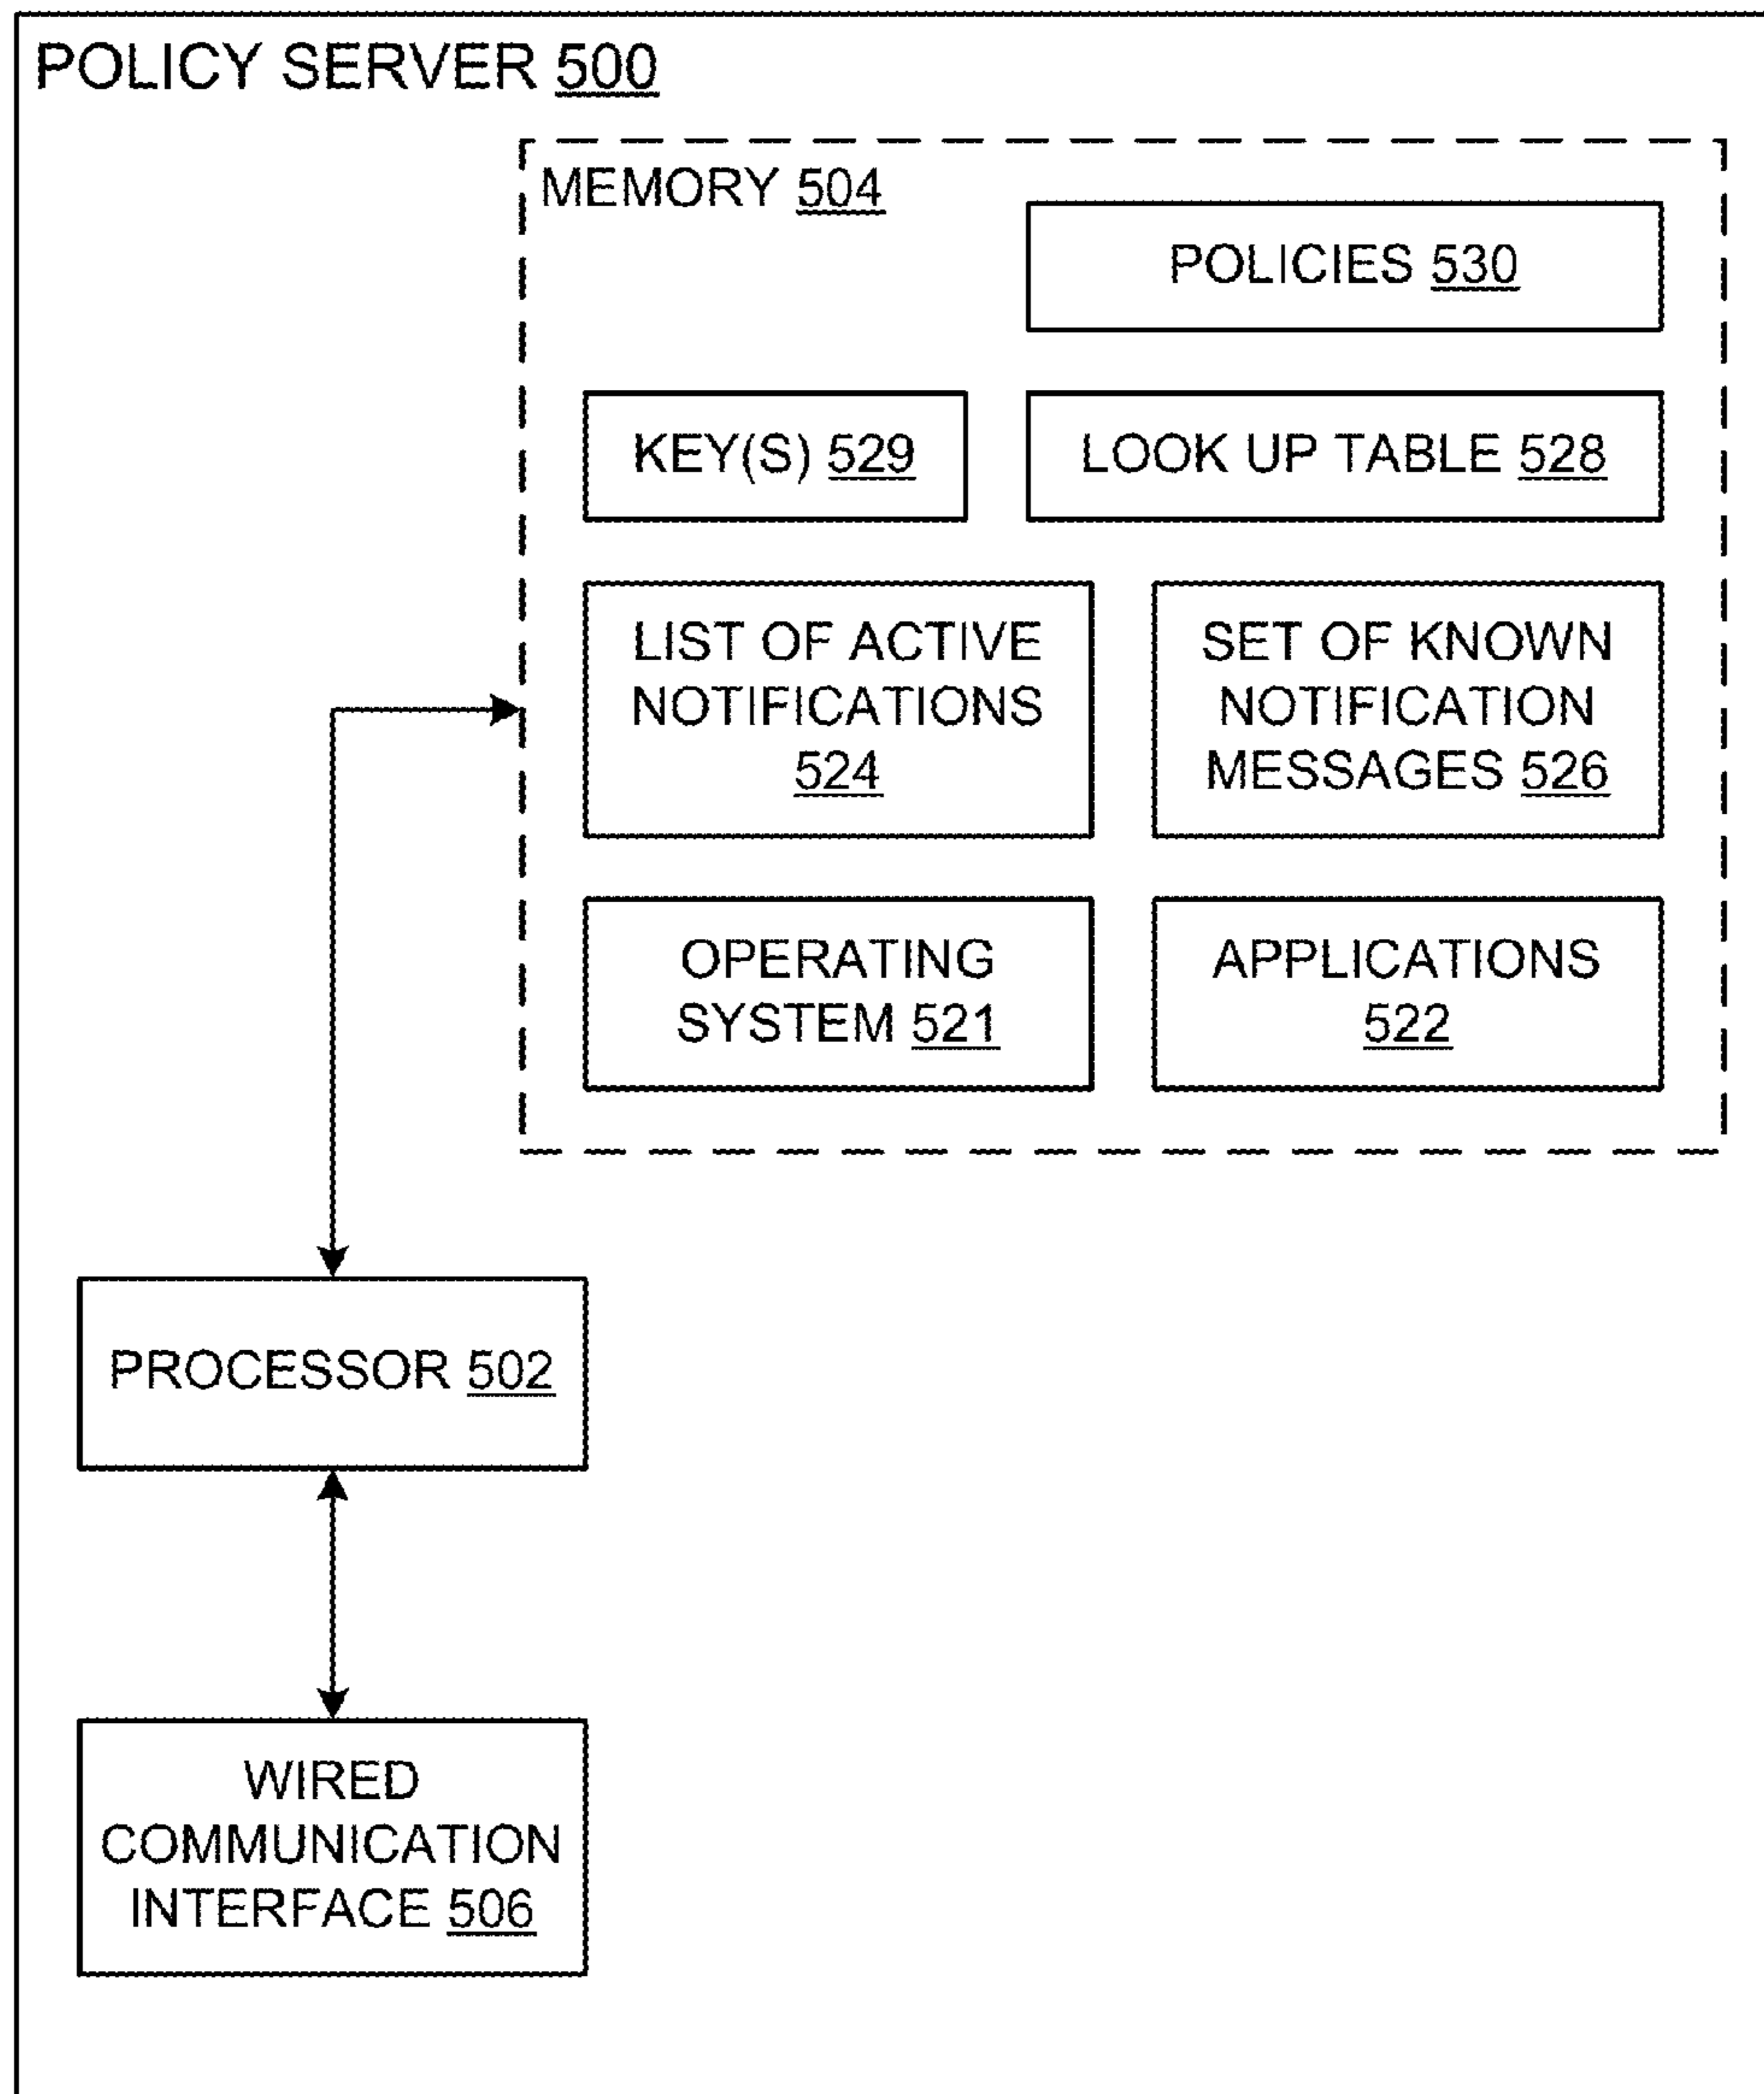 POLICY SERVER 500
MEMORY 504
POLICIES 530
KEY(S) 529
LOOK UP TABLE 528
LIST OF ACTIVE
NOTIFICATIONS
524
SET OF KNOWN
NOTIFICATION
MESSAGES 526
OPERATING
SYSTEM 521
APPLICATIONS
522
PROCESSOR 502
WIRED
COMMUNICATION
INTERFACE 506